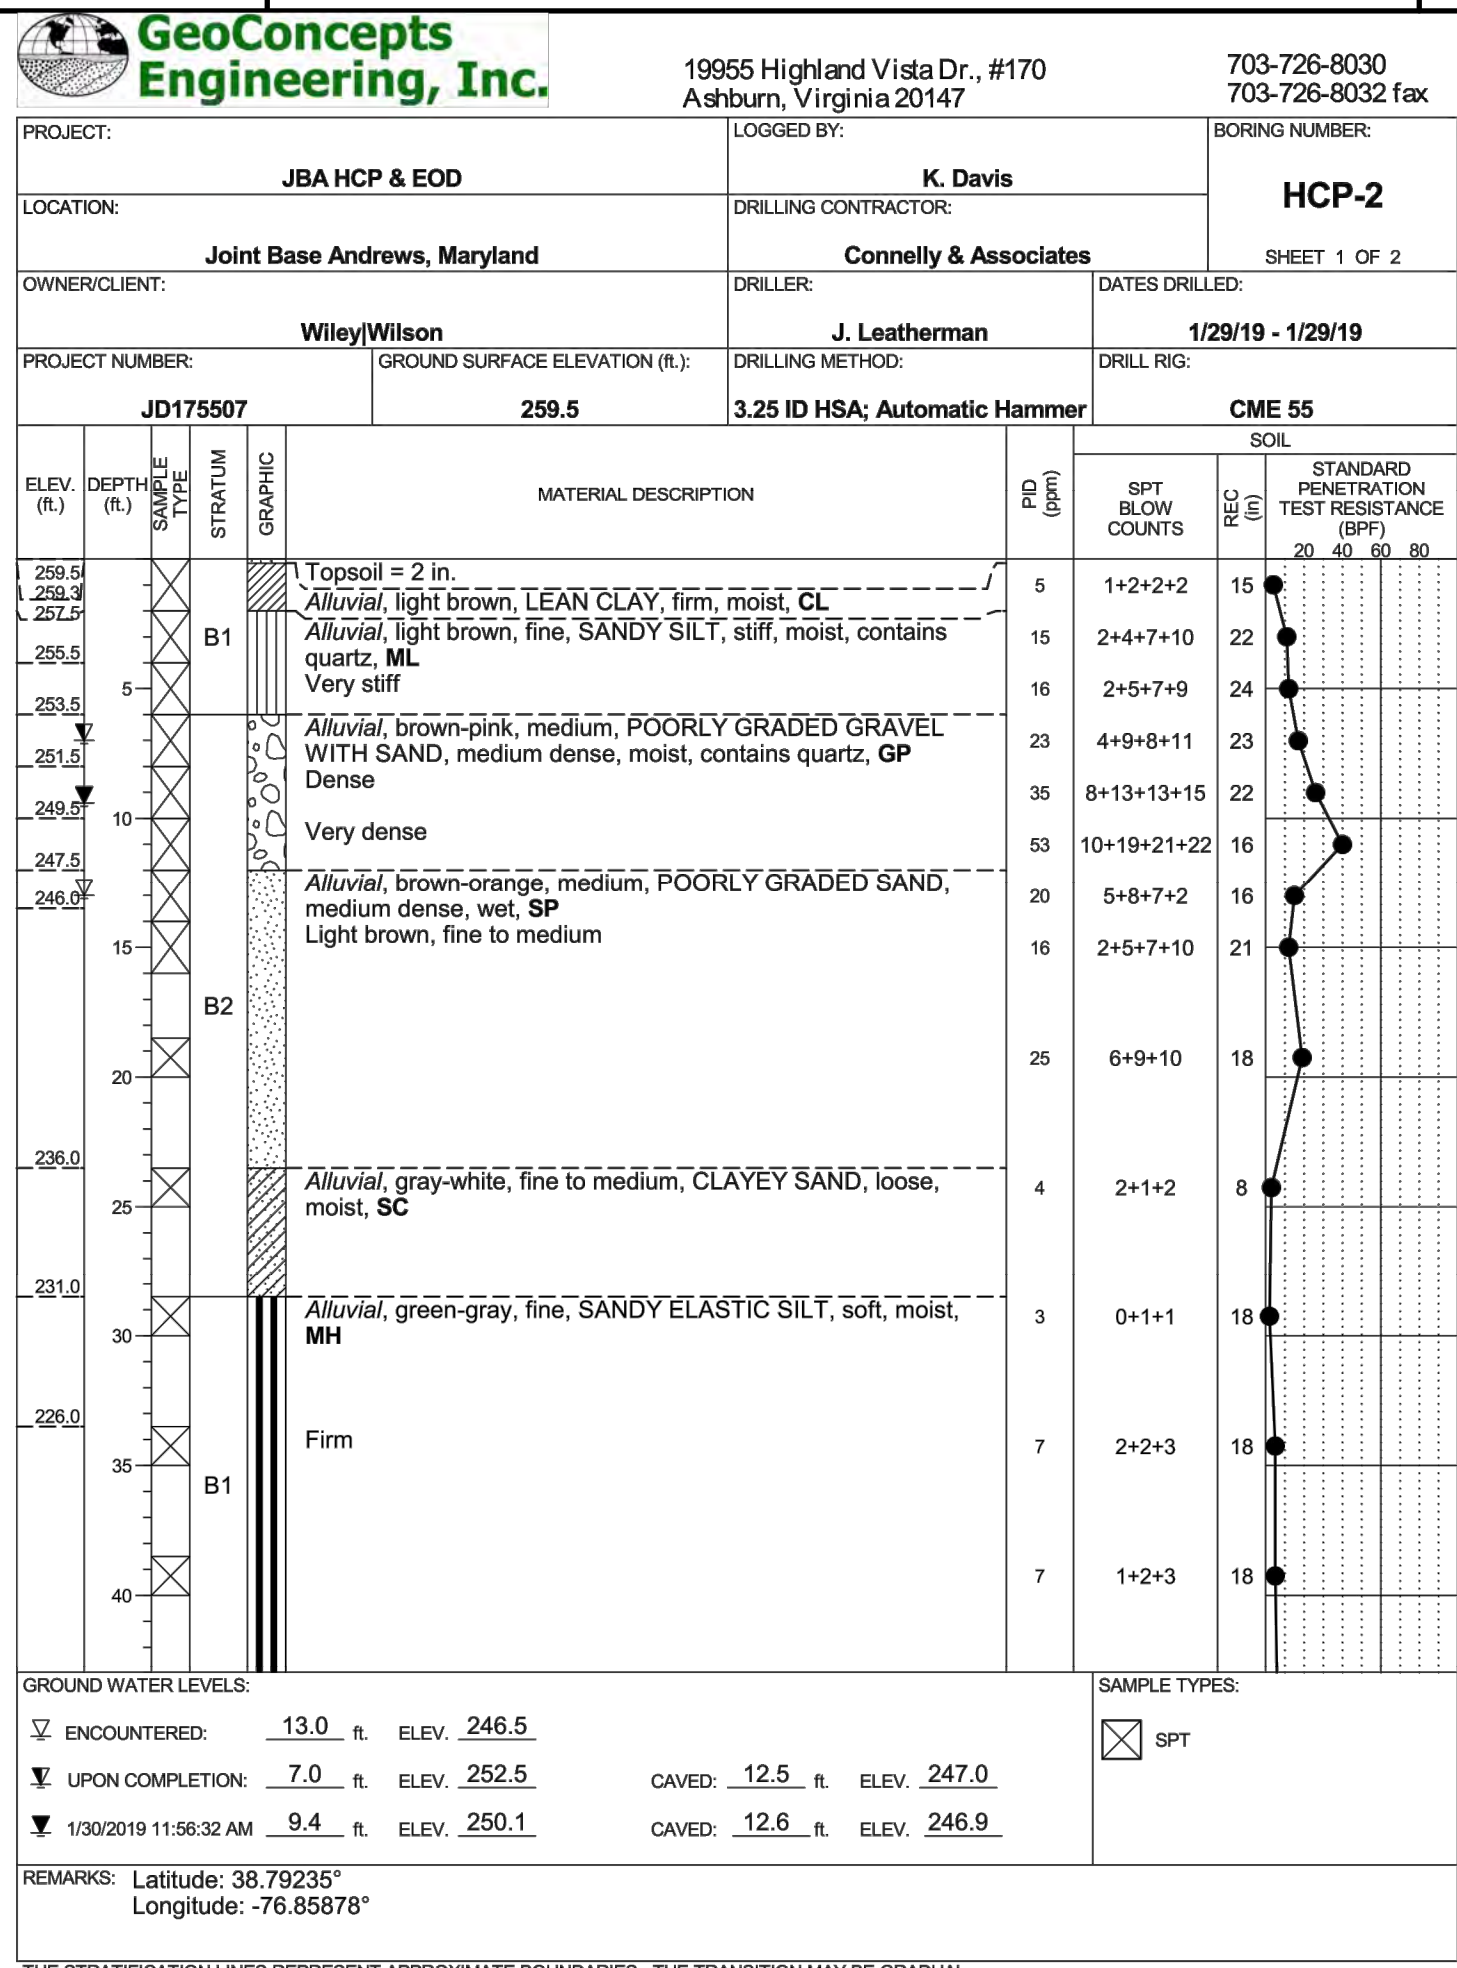 GeoConcepts
Engineering, Inc.
19955 Highland Vista Dr., #170
Ashburn, Virginia 20147
703-726-8030
703-726-8032 fax
PROJECT:
JBA HCP & EOD
LOGGED BY:
K. Davis
BORING NUMBER:
HCP-2
SHEET 1 OF 2
LOCATION:
Joint Base Andrews, Maryland
DRILLING CONTRACTOR:
Connelly & Associates
OWNER/CLIENT:
Wiley|Wilson
DRILLER:
J. Leatherman
DATES DRILLED:
1/29/19 - 1/29/19
PROJECT NUMBER:
JD175507
GROUND SURFACE ELEVATION (ft.):
259.5
DRILLING METHOD:
3.25 ID HSA; Automatic Hammer
DRILL RIG:
CME 55
ELEV. (ft.)
DEPTH (ft.)
SAMPLE TYPE
STRATUM
GRAPHIC
MATERIAL DESCRIPTION
PID (ppm)
SOIL
SPT BLOW COUNTS
REC (in)
STANDARD PENETRATION TEST RESISTANCE (BPF)
20 40 60 80
259.5 Topsoil = 2 in.
259.3 Alluvial, light brown, LEAN CLAY, firm, moist, CL 5 1+2+2+2 15
257.5 B1 Alluvial, light brown, fine, SANDY SILT, stiff, moist, contains 15 2+4+7+10 22
quartz, ML
255.5 5 Very stiff 16 2+5+7+9 24
253.5 Alluvial, brown-pink, medium, POORLY GRADED GRAVEL 23 4+9+8+11 23
WITH SAND, medium dense, moist, contains quartz, GP
251.5 Dense 35 8+13+13+15 22
249.5 10 Very dense 53 10+19+21+22 16
247.5 Alluvial, brown-orange, medium, POORLY GRADED SAND, 20 5+8+7+2 16
medium dense, wet, SP
246.0 15 Light brown, fine to medium 16 2+5+7+10 21
B2
20 25 6+9+10 18
236.0 25 Alluvial, gray-white, fine to medium, CLAYEY SAND, loose, 4 2+1+2 8
moist, SC
231.0 30 Alluvial, green-gray, fine, SANDY ELASTIC SILT, soft, moist, 3 0+1+1 18
MH
226.0 35 Firm 7 2+2+3 18
B1
40 7 1+2+3 18
GROUND WATER LEVELS:
ENCOUNTERED: 13.0 ft. ELEV. 246.5
UPON COMPLETION: 7.0 ft. ELEV. 252.5 CAVED: 12.5 ft. ELEV. 247.0
1/30/2019 11:56:32 AM 9.4 ft. ELEV. 250.1 CAVED: 12.6 ft. ELEV. 246.9
SAMPLE TYPES:
SPT
REMARKS: Latitude: 38.79235°
Longitude: -76.85878°
THE STRATIFICATION LINES REPRESENT APPROXIMATE BOUNDARIES. THE TRANSITION MAY BE GRADUAL.